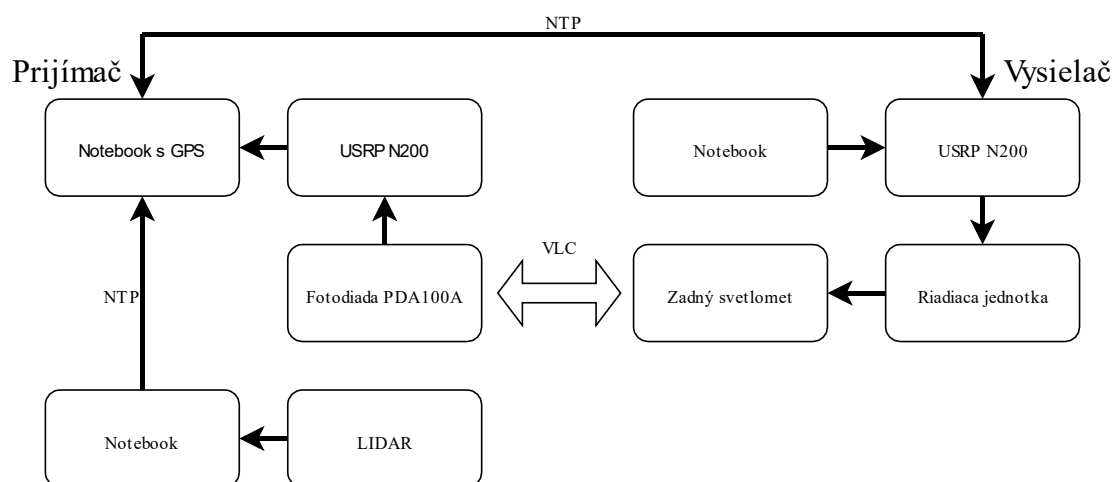 NTP
Prijímač
Vysielač
Notebook s GPS
USRP N200
Notebook
USRP N200
VLC
NTP
Fotodiada PDA100A
Zadný svetlomet
Riadiaca jednotka
Notebook
LIDAR